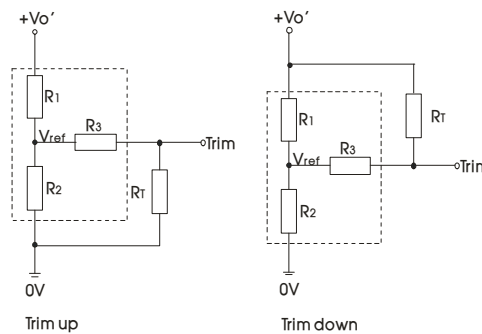 +Vo'
R1
Vref
R3
Trim
R2
RT
0V
Trim up
+Vo'
R1
RT
Vref
R3
Trim
R2
0V
Trim down